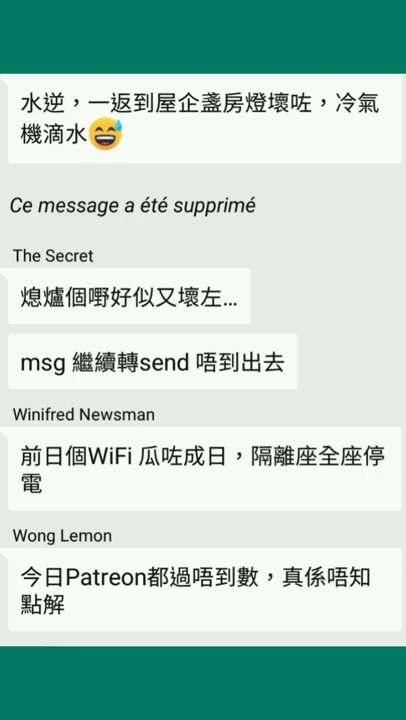 水逆，一返到屋企盞房燈壞咗，冷氣
機滴水😅
Ce message a été supprimé
The Secret
熄爐個嘢好似又壞左...
msg 繼續轉send 唔到出去
Winifred Newsman
前日個WiFi 瓜咗成日，隔離座全座停
電
Wong Lemon
今日Patreon都過唔到數，真係唔知
點解